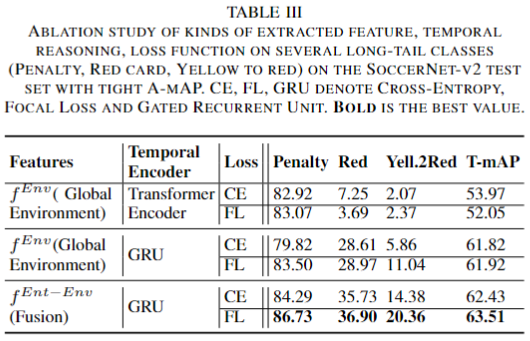 TABLE III
ABLATION STUDY OF KINDS OF EXTRACTED FEATURE, TEMPORAL
REASONING, LOSS FUNCTION ON SEVERAL LONG-TAIL CLASSES
(PENALTY, RED CARD, YELLOW TO RED) ON THE SOCCERNET-V2 TEST
SET WITH TIGHT A-MAP. CE, FL, GRU DENOTE CROSS-ENTROPY,
FOCAL LOSS AND GATED RECURRENT UNIT. BOLD IS THE BEST VALUE.
Features Temporal Encoder Loss Penalty Red Yell.2Red T-mAP
f^Env( Global Environment) Transformer Encoder CE 82.92 7.25 2.07 53.97
FL 83.07 3.69 2.37 52.05
f^Env(Global Environment) GRU CE 79.82 28.61 5.86 61.82
FL 83.50 28.97 11.04 61.92
f^Ent-Env (Fusion) GRU CE 84.29 35.73 14.38 62.43
FL 86.73 36.90 20.36 63.51